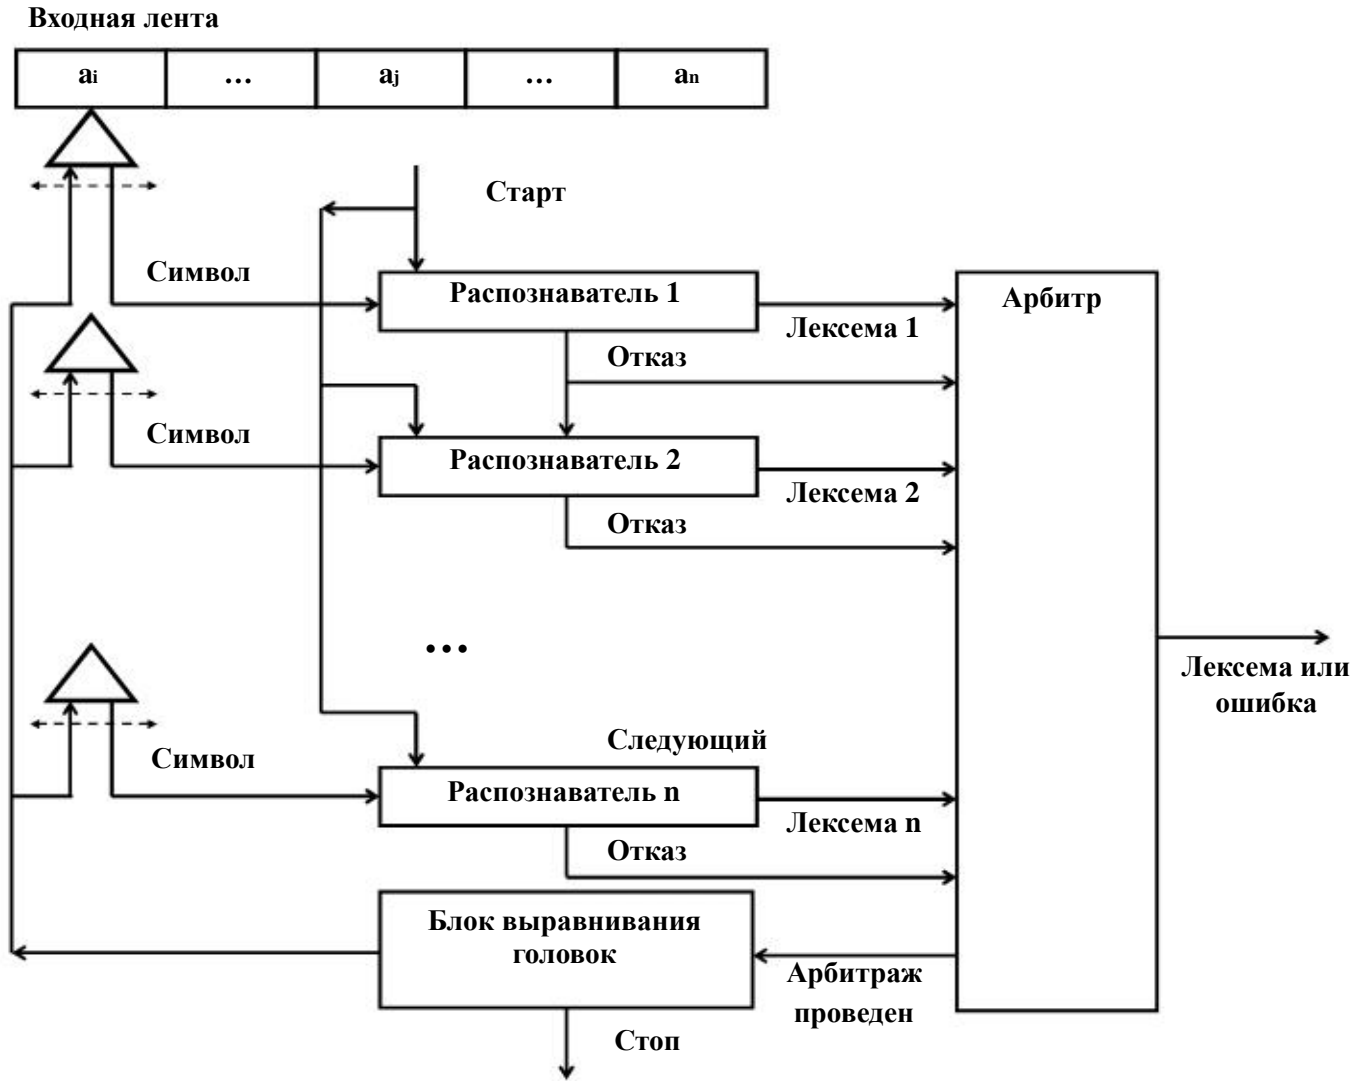 Входная лента
ai ... aj ... an
Старт
Символ
Распознаватель 1
Арбитр
Лексема 1
Отказ
Символ
Распознаватель 2
Лексема 2
Отказ
...
Лексема или
ошибка
Следующий
Символ
Распознаватель n
Лексема n
Отказ
Блок выравнивания
головок
Арбитраж
проведен
Стоп